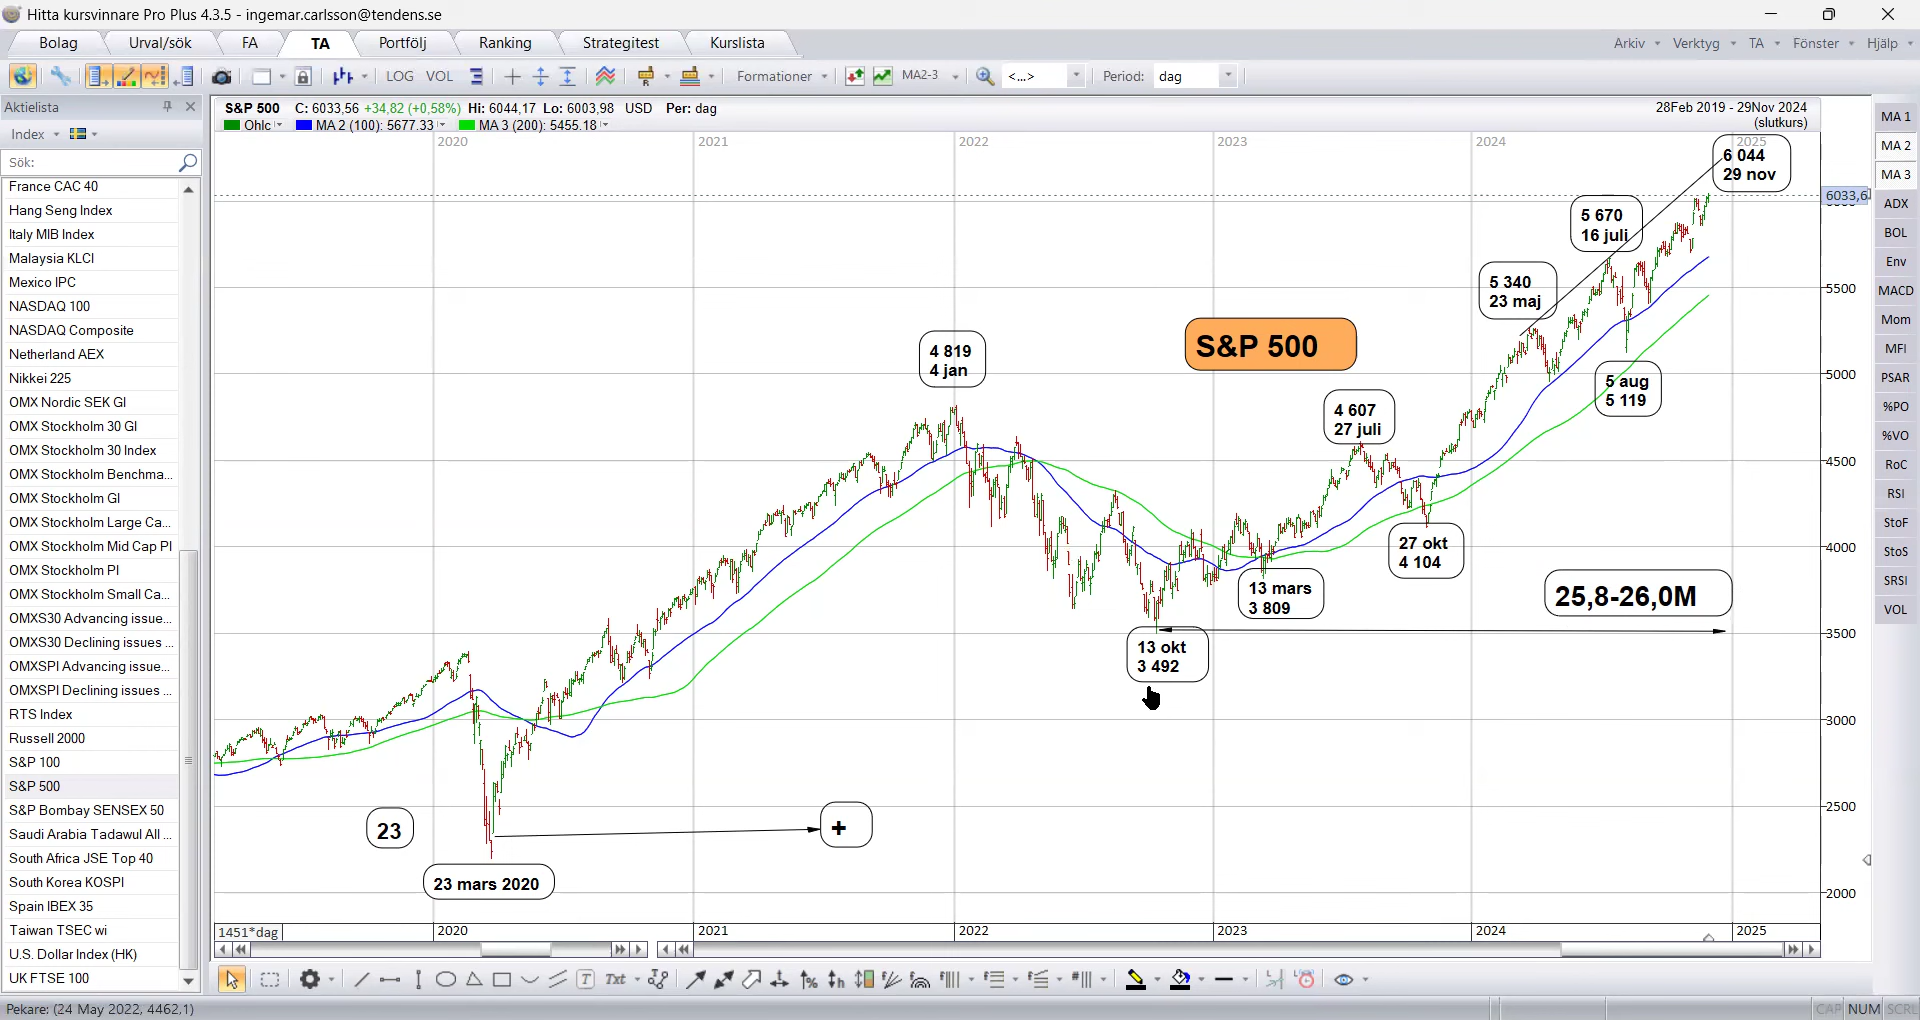 Hitta kursvinnare Pro Plus 4.3.5 - ingemar.carlsson@tendens.se
Bolag Urval/sök FA TA Portfölj Ranking Strategitest Kurslista
Arkiv Verktyg TA Fönster Hjälp
LOG VOL Formationer MA2-3 <...> Period: dag
Aktielista
Index
Sök:
France CAC 40
Hang Seng Index
Italy MIB Index
Malaysia KLCI
Mexico IPC
NASDAQ 100
NASDAQ Composite
Netherland AEX
Nikkei 225
OMX Nordic SEK GI
OMX Stockholm 30 GI
OMX Stockholm 30 Index
OMX Stockholm Benchma...
OMX Stockholm GI
OMX Stockholm Large Ca...
OMX Stockholm Mid Cap PI
OMX Stockholm PI
OMX Stockholm Small Ca...
OMXS30 Advancing issue...
OMXS30 Declining issues ...
OMXSPI Advancing issue...
OMXSPI Declining issues ...
RTS Index
Russell 2000
S&P 100
S&P 500
S&P Bombay SENSEX 50
Saudi Arabia Tadawul All ...
South Africa JSE Top 40
South Korea KOSPI
Spain IBEX 35
Taiwan TSEC wi
U.S. Dollar Index (HK)
UK FTSE 100
S&P 500 C: 6033,56 +34,82 (+0,58%) Hi: 6044,17 Lo: 6003,98 USD Per: dag
Ohlc MA 2 (100): 5677.33 MA 3 (200): 5455.18
28Feb 2019 - 29Nov 2024
(slutkurs)
2020 2021 2022 2023 2024 2025
6 044
29 nov
5 670
16 juli
5 340
23 maj
S&P 500
4 819
4 jan
5 aug
5 119
4 607
27 juli
27 okt
4 104
13 mars
3 809
25,8-26,0M
13 okt
3 492
23
+
23 mars 2020
6033,6
5500
5000
4500
4000
3500
3000
2500
2000
1451*dag
2020 2021 2022 2023 2024 2025
MA 1
MA 2
MA 3
ADX
BOL
Env
MACD
Mom
MFI
PSAR
%PO
%VO
RoC
RSI
StoF
StoS
SRSI
VOL
Txt
Pekare: (24 May 2022, 4462,1)
CAP NUM SCRL